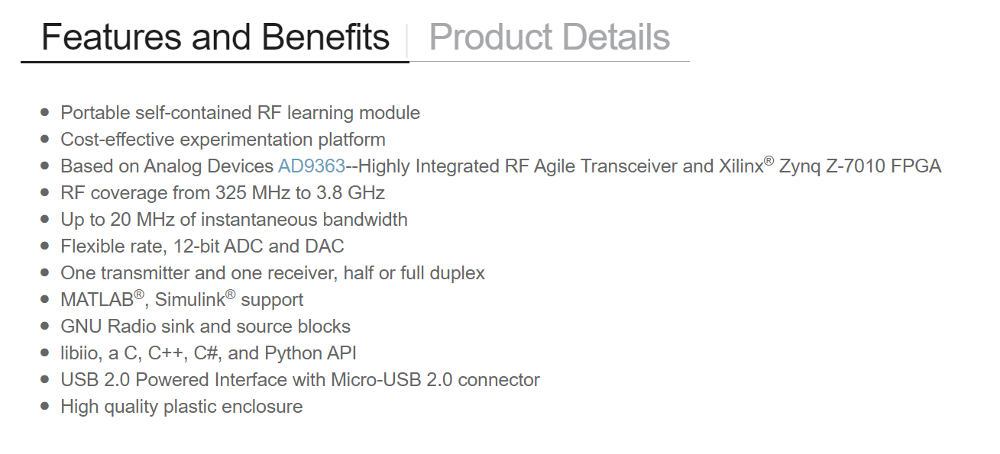 Features and Benefits
Product Details
• Portable self-contained RF learning module
• Cost-effective experimentation platform
• Based on Analog Devices AD9363--Highly Integrated RF Agile Transceiver and Xilinx® Zynq Z-7010 FPGA
• RF coverage from 325 MHz to 3.8 GHz
• Up to 20 MHz of instantaneous bandwidth
• Flexible rate, 12-bit ADC and DAC
• One transmitter and one receiver, half or full duplex
• MATLAB®, Simulink® support
• GNU Radio sink and source blocks
• libiio, a C, C++, C#, and Python API
• USB 2.0 Powered Interface with Micro-USB 2.0 connector
• High quality plastic enclosure